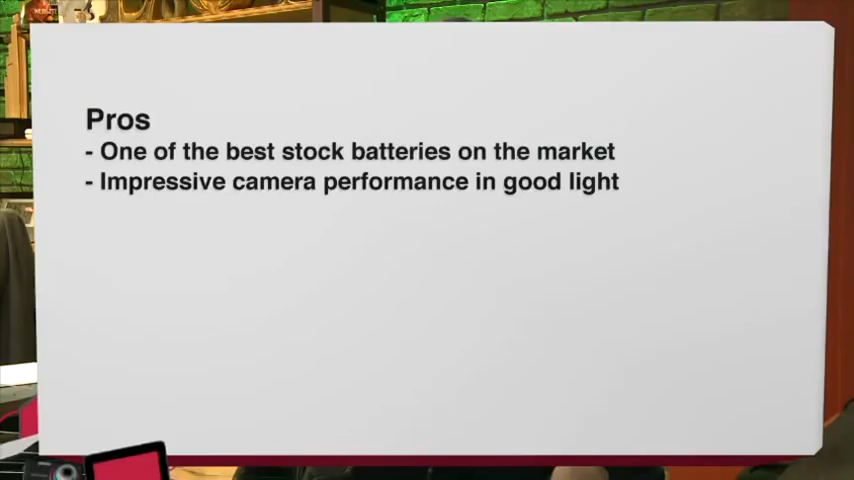 Pros
- One of the best stock batteries on the market
- Impressive camera performance in good light